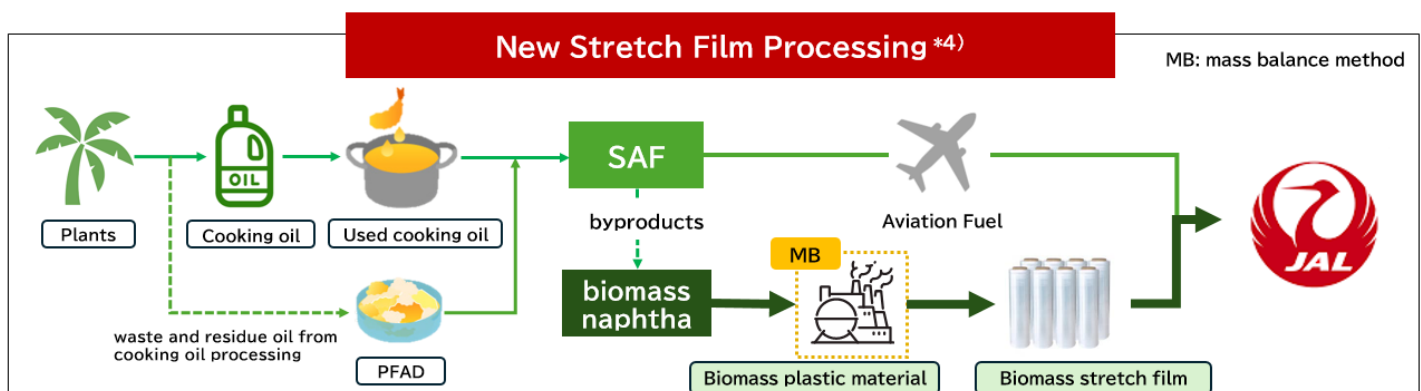 New Stretch Film Processing *4)
MB: mass balance method
OIL
SAF
Plants
Cooking oil
Used cooking oil
byproducts
Aviation Fuel
JAL
MB
biomass
naphtha
waste and residue oil from
cooking oil processing
PFAD
Biomass plastic material
Biomass stretch film